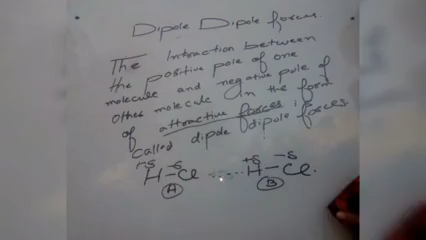 Dipole Dipole forces.
The Intraction between
the positive pole of one
molecule and negative pole of
Other molecule in the form
of attractive forces is
called dipole dipole forces
+δ -δ +δ -δ
H-Cl ...... H-Cl.
A B